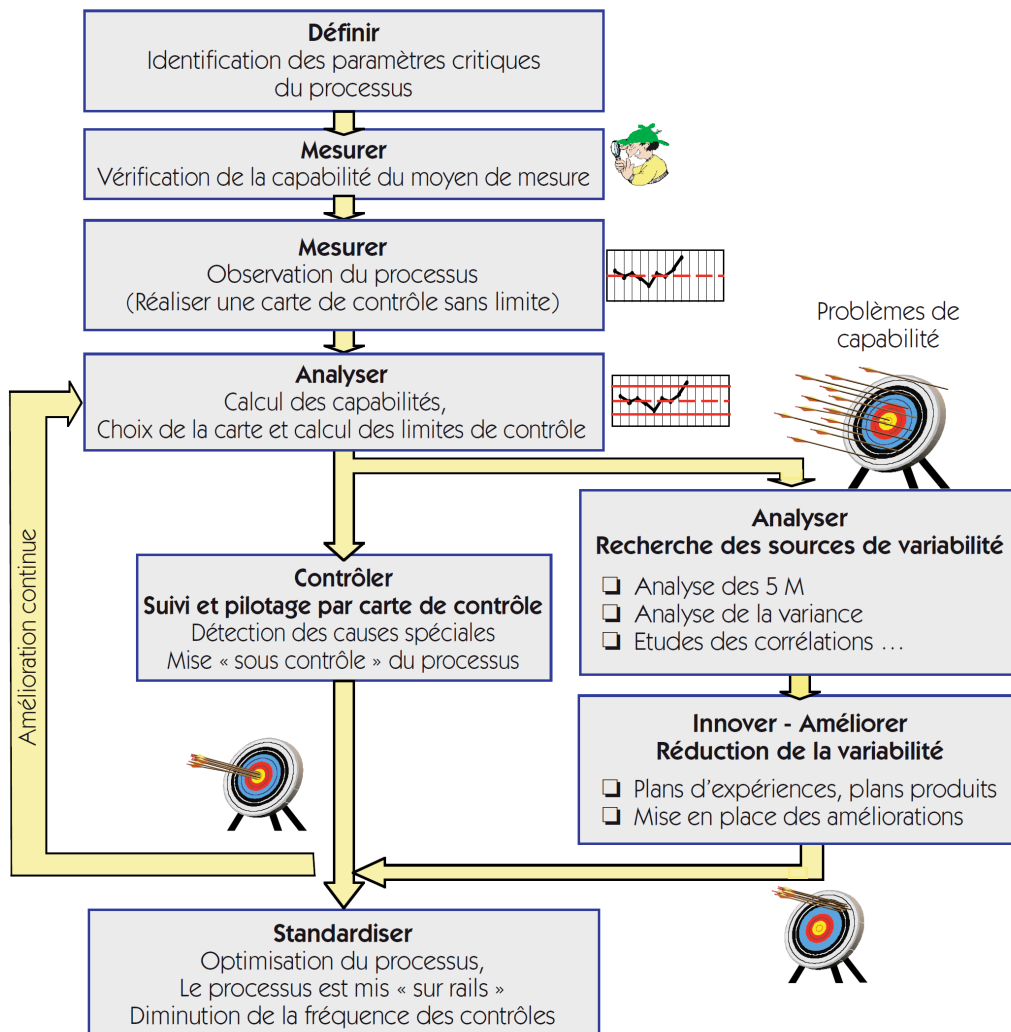 Définir
Identification des paramètres critiques
du processus
Mesurer
Vérification de la capabilité du moyen de mesure
Mesurer
Observation du processus
(Réaliser une carte de contrôle sans limite)
Problèmes de
capabilité
Analyser
Calcul des capabilités,
Choix de la carte et calcul des limites de contrôle
Analyser
Recherche des sources de variabilité
❏ Analyse des 5 M
❏ Analyse de la variance
❏ Etudes des corrélations …
Contrôler
Suivi et pilotage par carte de contrôle
Détection des causes spéciales
Mise « sous contrôle » du processus
Amélioration continue
Innover - Améliorer
Réduction de la variabilité
❏ Plans d’expériences, plans produits
❏ Mise en place des améliorations
Standardiser
Optimisation du processus,
Le processus est mis « sur rails »
Diminution de la fréquence des contrôles